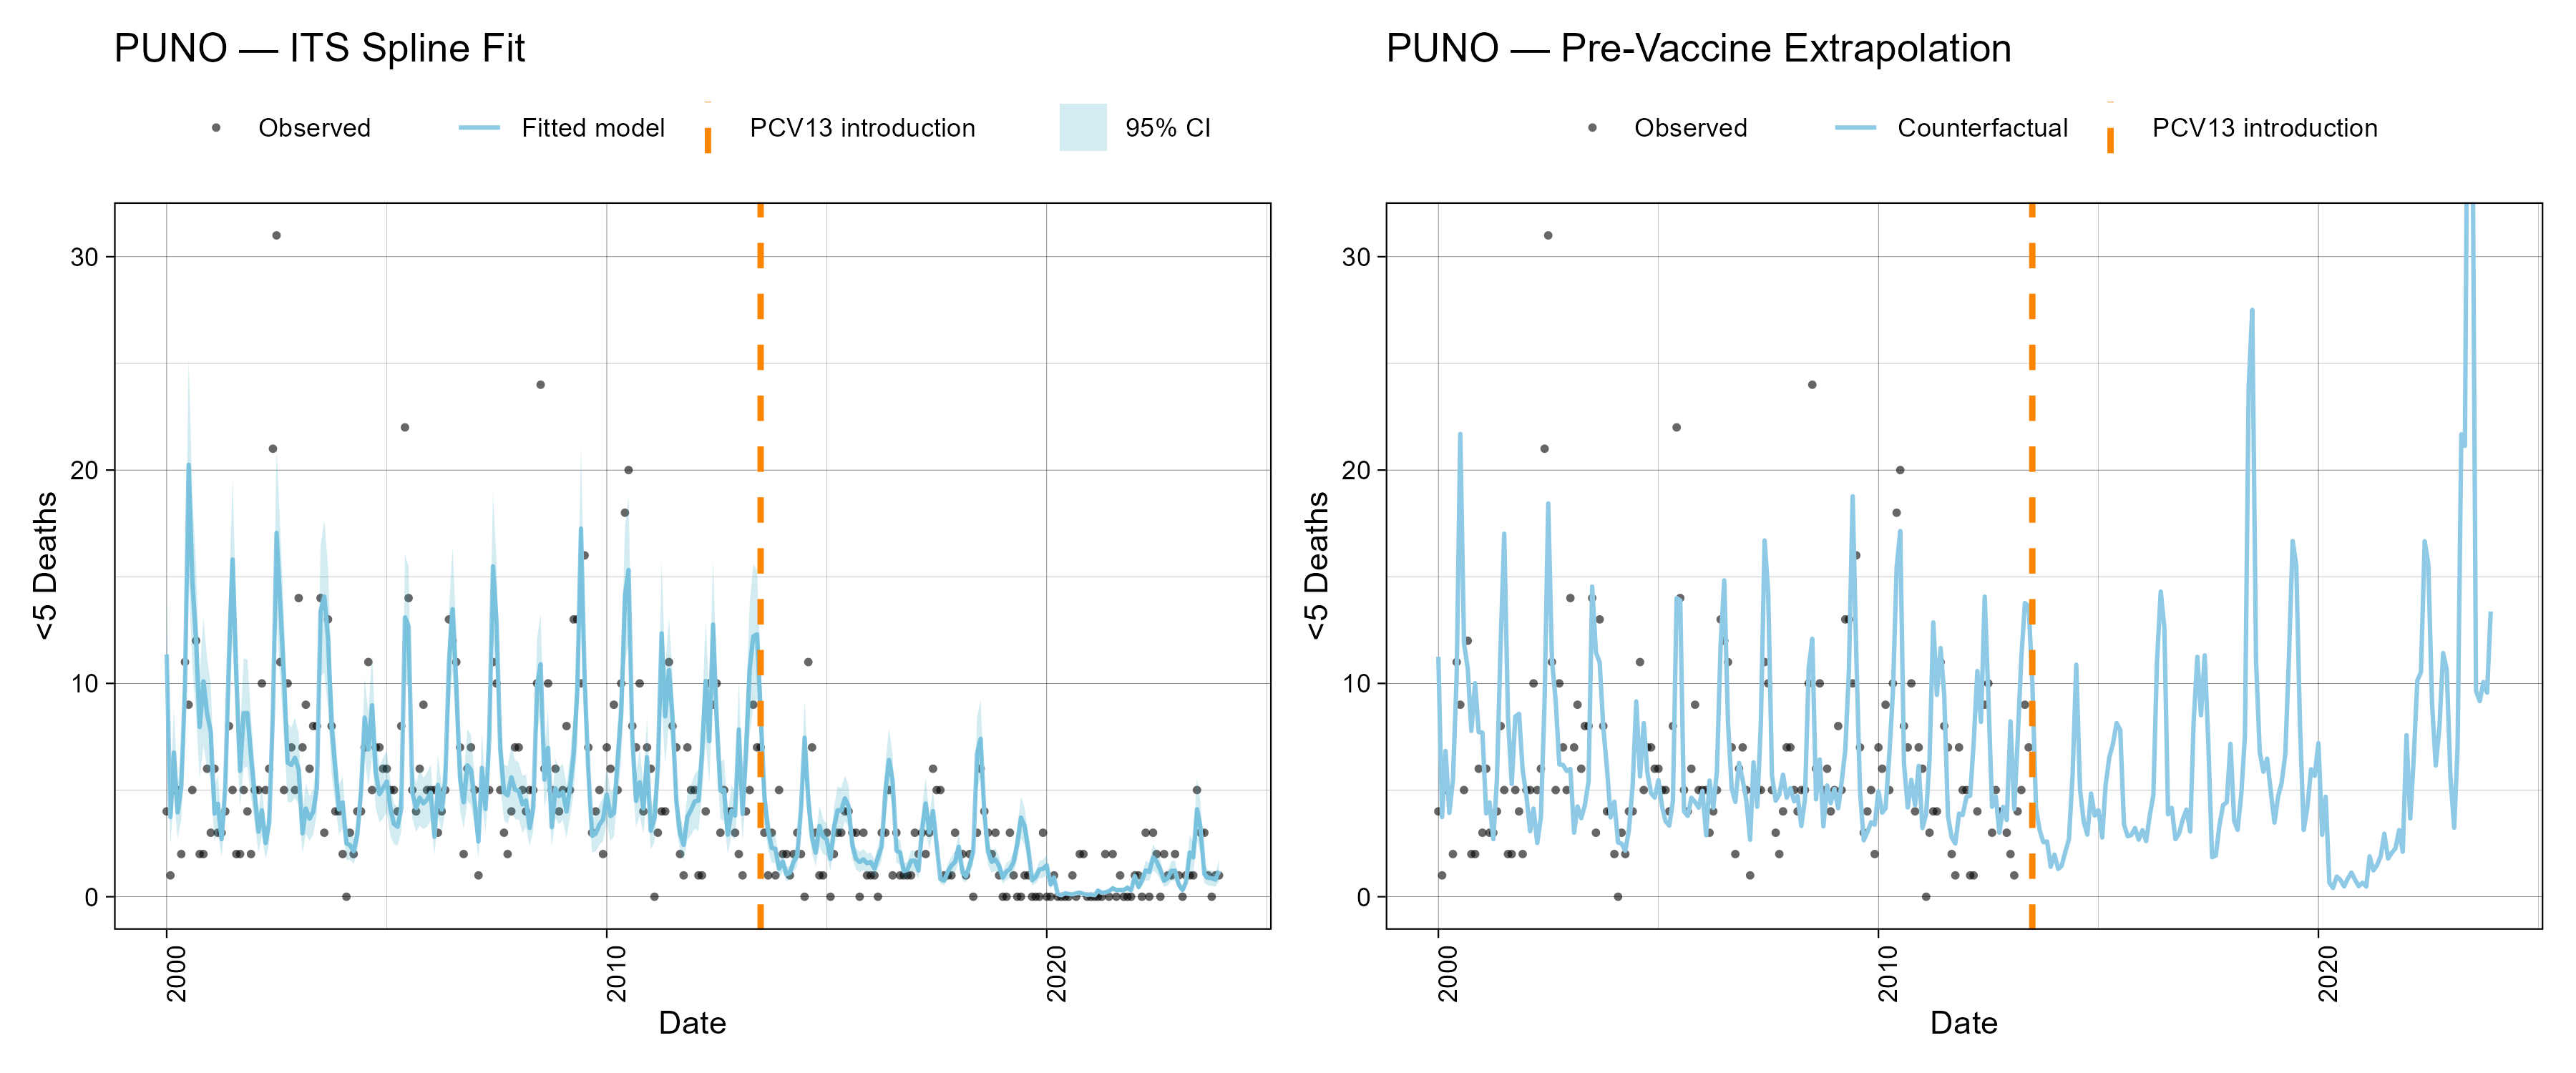 PUNO — ITS Spline Fit
Observed
Fitted model
PCV13 introduction
95% CI
<5 Deaths
30
20
10
0
2000
2010
2020
Date
PUNO — Pre-Vaccine Extrapolation
Observed
Counterfactual
PCV13 introduction
<5 Deaths
30
20
10
0
2000
2010
2020
Date